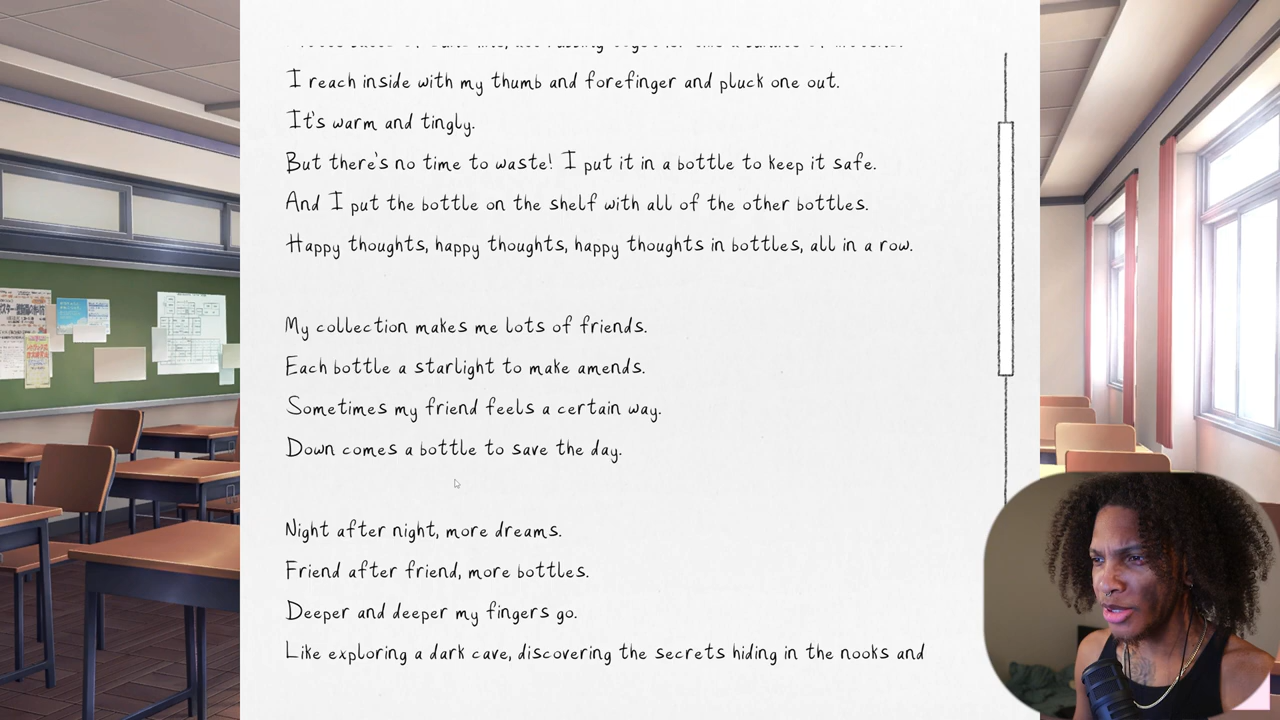 I reach inside with my thumb and forefinger and pluck one out.
It's warm and tingly.
But there's no time to waste! I put it in a bottle to keep it safe.
And I put the bottle on the shelf with all of the other bottles.
Happy thoughts, happy thoughts, happy thoughts in bottles, all in a row.
My collection makes me lots of friends.
Each bottle a starlight to make amends.
Sometimes my friend feels a certain way.
Down comes a bottle to save the day.
Night after night, more dreams.
Friend after friend, more bottles.
Deeper and deeper my fingers go.
Like exploring a dark cave, discovering the secrets hiding in the nooks and